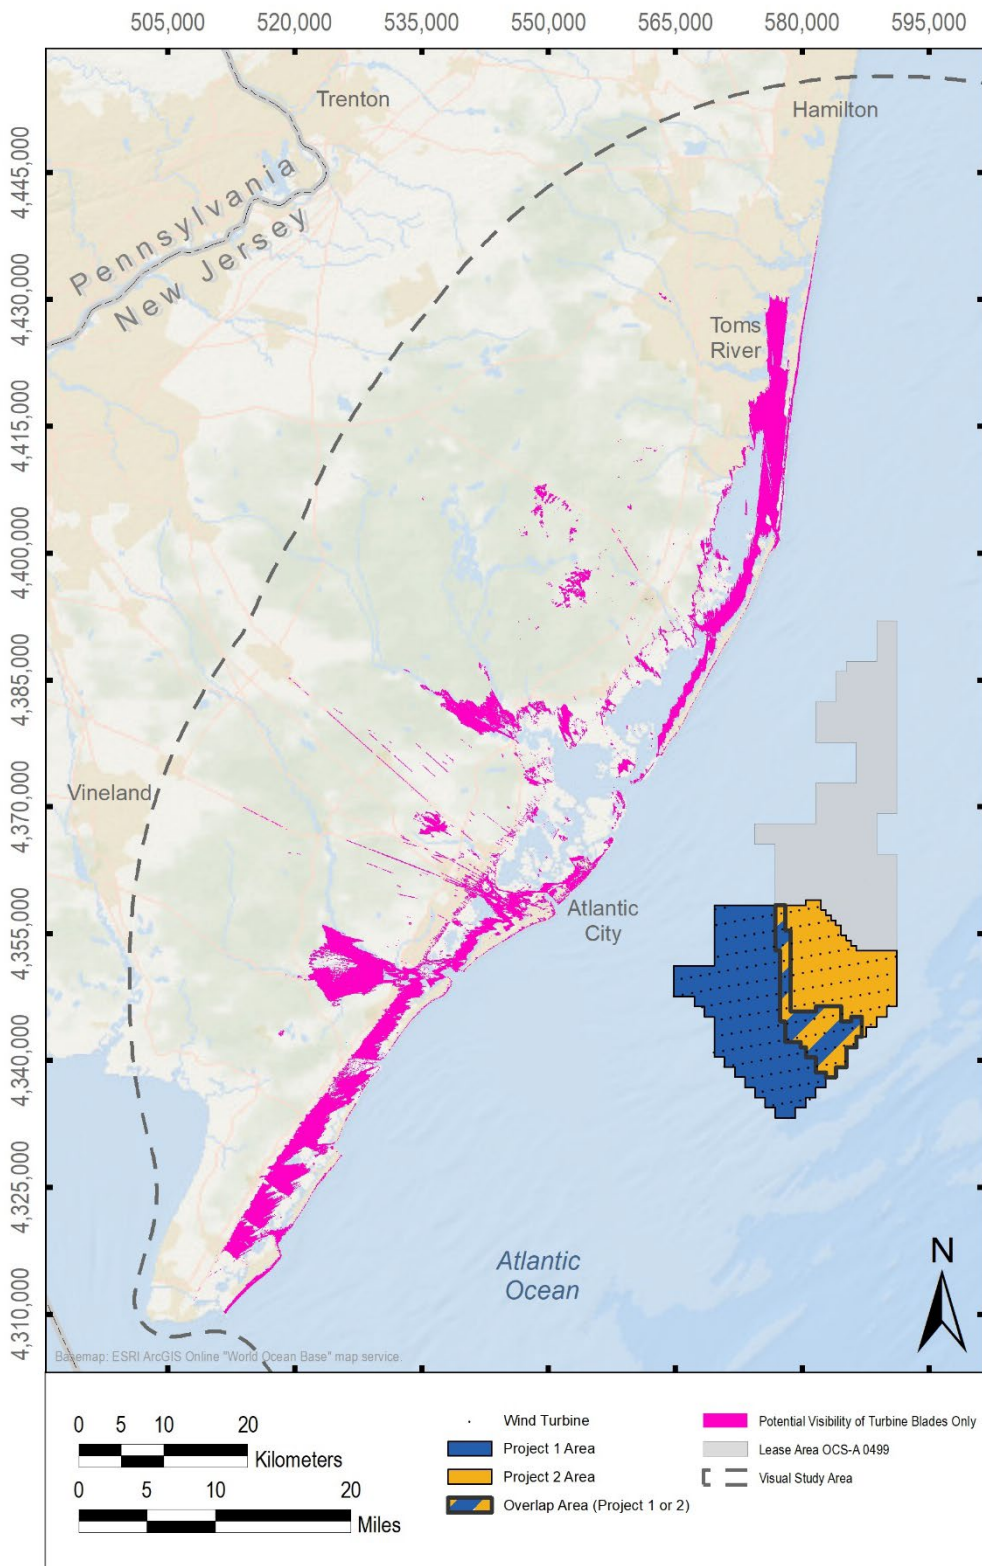 505,000 520,000 535,000 550,000 565,000 580,000 595,000
4,445,000
4,430,000
4,415,000
4,400,000
4,385,000
4,370,000
4,355,000
4,340,000
4,325,000
4,310,000
Trenton
Hamilton
Pennsylvania
New Jersey
Toms
River
Vineland
Atlantic
City
Atlantic
Ocean
N
Basemap: ESRI ArcGIS Online "World Ocean Base" map service.
0 5 10 20
Kilometers
0 5 10 20
Miles
Wind Turbine
Project 1 Area
Project 2 Area
Overlap Area (Project 1 or 2)
Potential Visibility of Turbine Blades Only
Lease Area OCS-A 0499
Visual Study Area